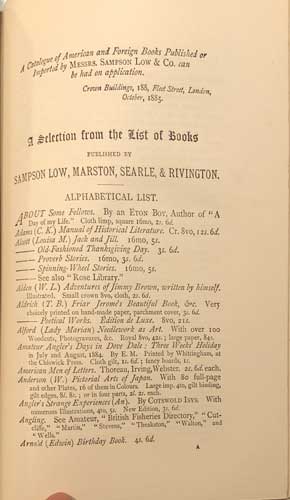 A Catalogue of American and Foreign Books Published or
Imported by MESSRS. SAMPSON LOW & CO. can
be had on application.
Crown Buildings, 188, Fleet Street, London,
October, 1885.
A Selection from the List of Books
PUBLISHED BY
SAMPSON LOW, MARSTON, SEARLE, & RIVINGTON.
ALPHABETICAL LIST.
ABOUT Some Fellows. By an ETON BOY, Author of "A
Day of my Life." Cloth limp, square 16mo, 2s. 6d.
Adams (C. K.) Manual of Historical Literature. Cr. 8vo, 12s. 6d.
Alcott (Louisa M.) Jack and Jill. 16mo, 5s.
—— Old-Fashioned Thanksgiving Day. 3s. 6d.
—— Proverb Stories. 16mo, 3s. 6d.
—— Spinning-Wheel Stories. 16mo, 5s.
—— See also "Rose Library."
Alden (W. L.) Adventures of Jimmy Brown, written by himself.
Illustrated. Small crown 8vo, cloth, 2s. 6d.
Aldrich (T. B.) Friar Jerome's Beautiful Book, &c. Very
choicely printed on hand-made paper, parchment cover, 3s. 6d.
—— Poetical Works. Edition de Luxe. 8vo, 21s.
Alford (Lady Marian) Needlework as Art. With over 100
Woodcuts, Photogravures, &c. Royal 8vo, 42s.; large paper, 84s.
Amateur Angler's Days in Dove Dale: Three Weeks' Holiday
in July and August, 1884. By E. M. Printed by Whittingham, at
the Chiswick Press. Cloth gilt, 1s. 6d.; fancy boards, 1s.
American Men of Letters. Thoreau, Irving, Webster. 2s. 6d. each.
Anderson (W.) Pictorial Arts of Japan. With 80 full-page
and other Plates, 16 of them in Colours. Large imp. 4to, gilt binding,
gilt edges, 8l. 8s.; or in four parts, 2l. 2s. each.
Angler's Strange Experiences (An). By COTSWOLD ISYS. With
numerous Illustrations, 4to, 5s. New Edition, 3s. 6d.
Angling. See Amateur, "British Fisheries Directory," "Cut-
cliffe," "Martin," "Stevens," "Theakston," "Walton," and
"Wells."
Arnold (Edwin) Birthday Book. 4s. 6d.
A